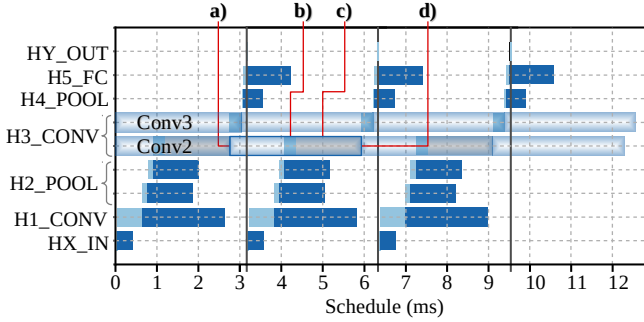 a) b) c) d)
HY_OUT
H5_FC
H4_POOL
Conv3
H3_CONV
Conv2
H2_POOL
H1_CONV
HX_IN
0 1 2 3 4 5 6 7 8 9 10 11 12
Schedule (ms)